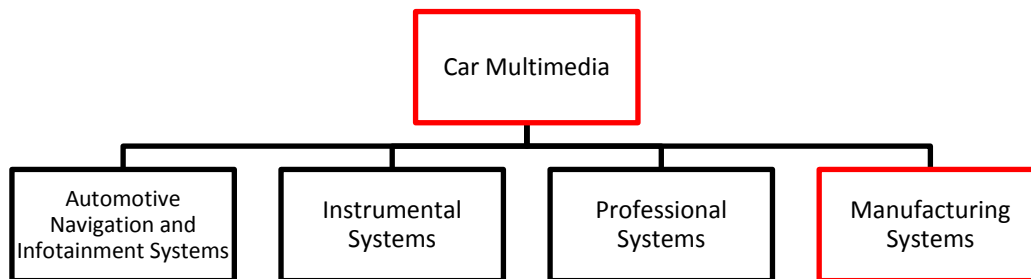 Car Multimedia
Automotive
Navigation and
Infotainment Systems
Instrumental
Systems
Professional
Systems
Manufacturing
Systems